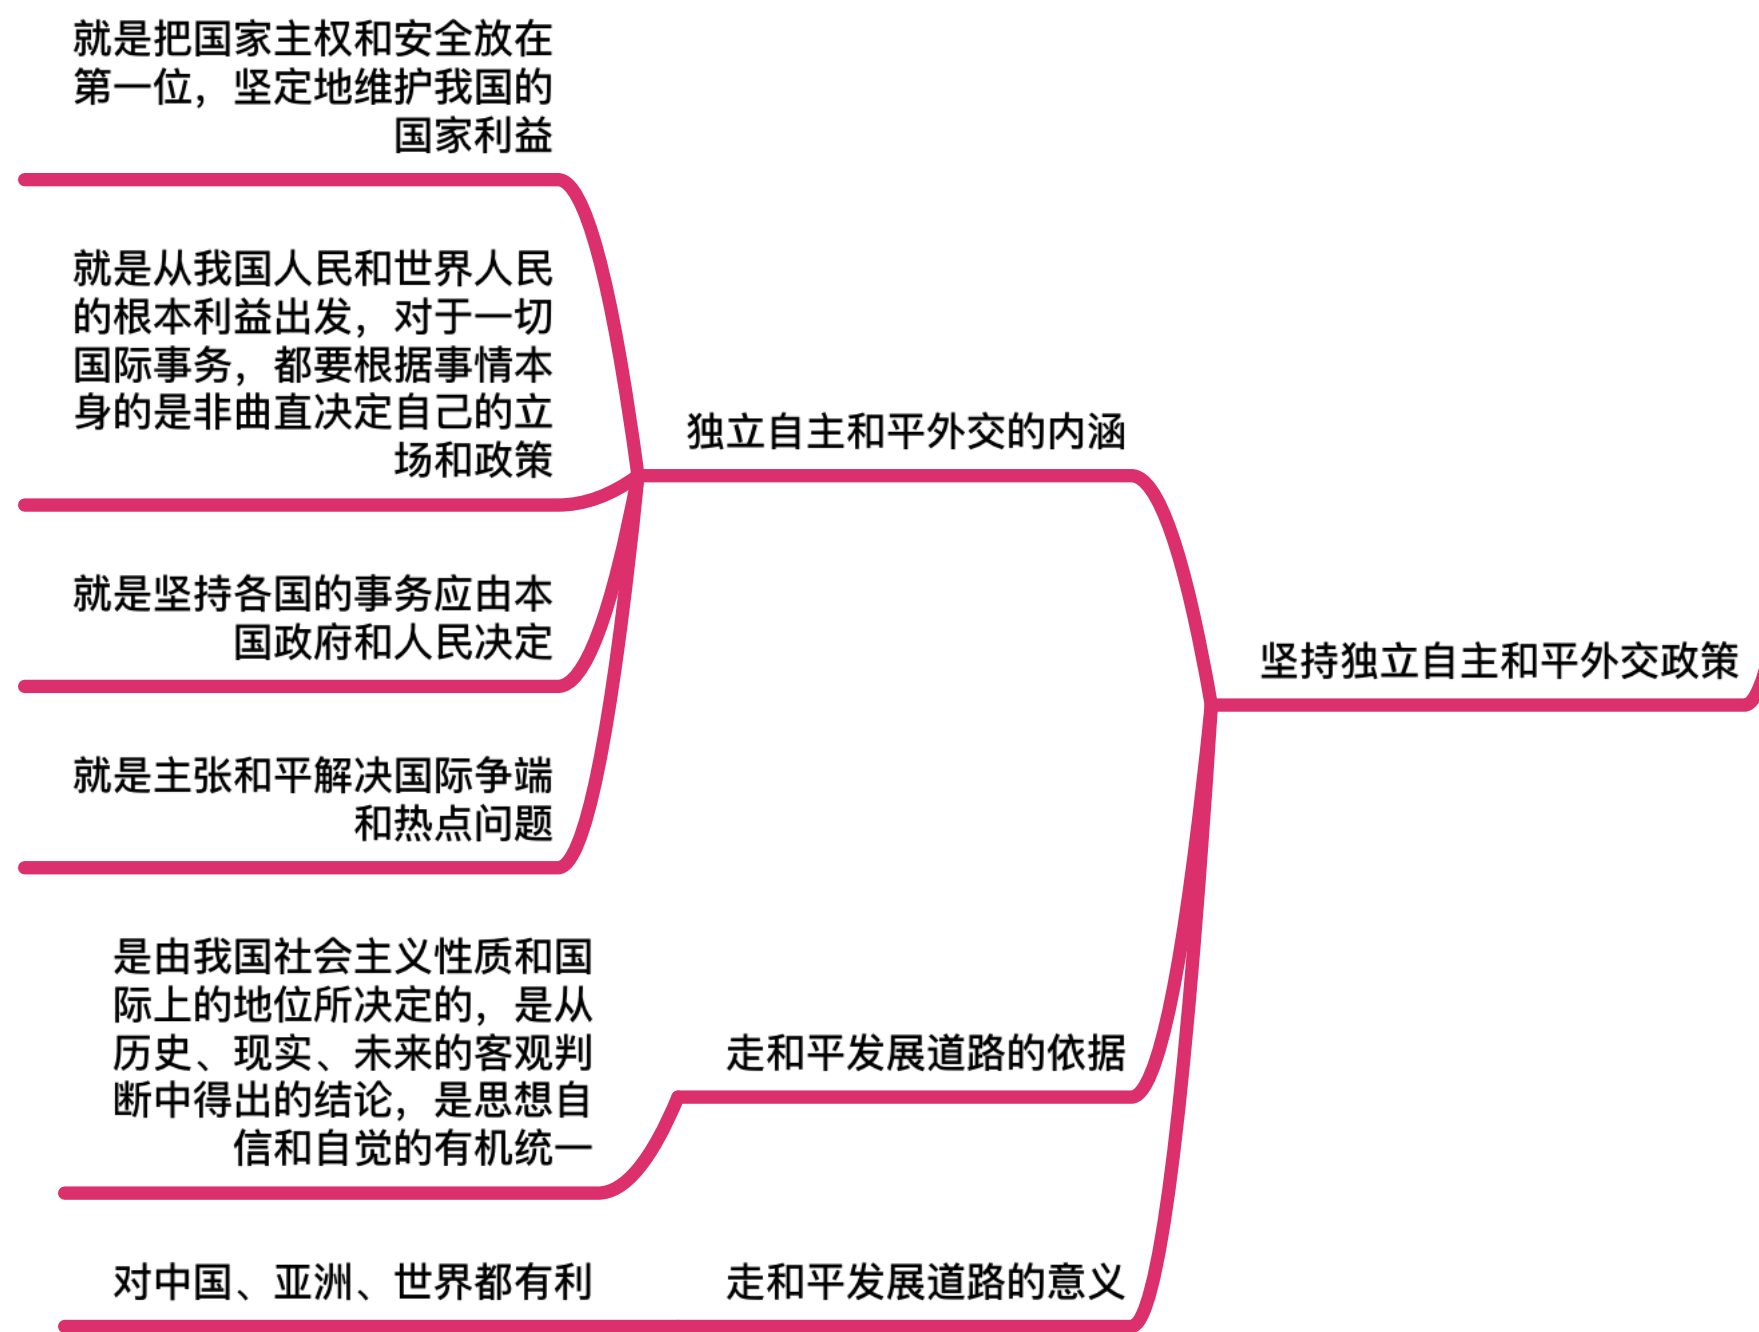 就是把国家主权和安全放在
第一位，坚定地维护我国的
国家利益
就是从我国人民和世界人民
的根本利益出发，对于一切
国际事务，都要根据事情本
身的是非曲直决定自己的立
场和政策
独立自主和平外交的内涵
就是坚持各国的事务应由本
国政府和人民决定
坚持独立自主和平外交政策
就是主张和平解决国际争端
和热点问题
是由我国社会主义性质和国
际上的地位所决定的，是从
历史、现实、未来的客观判
断中得出的结论，是思想自
信和自觉的有机统一
走和平发展道路的依据
对中国、亚洲、世界都有利
走和平发展道路的意义